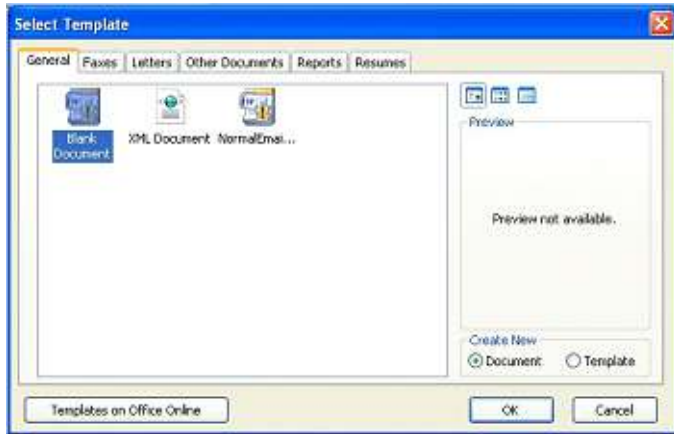 Select Template
General Faxes Letters Other Documents Reports Resumes
Blank Document
XML Document
NormalEmai...
Preview
Preview not available.
Create New
Document Template
Templates on Office Online
OK Cancel